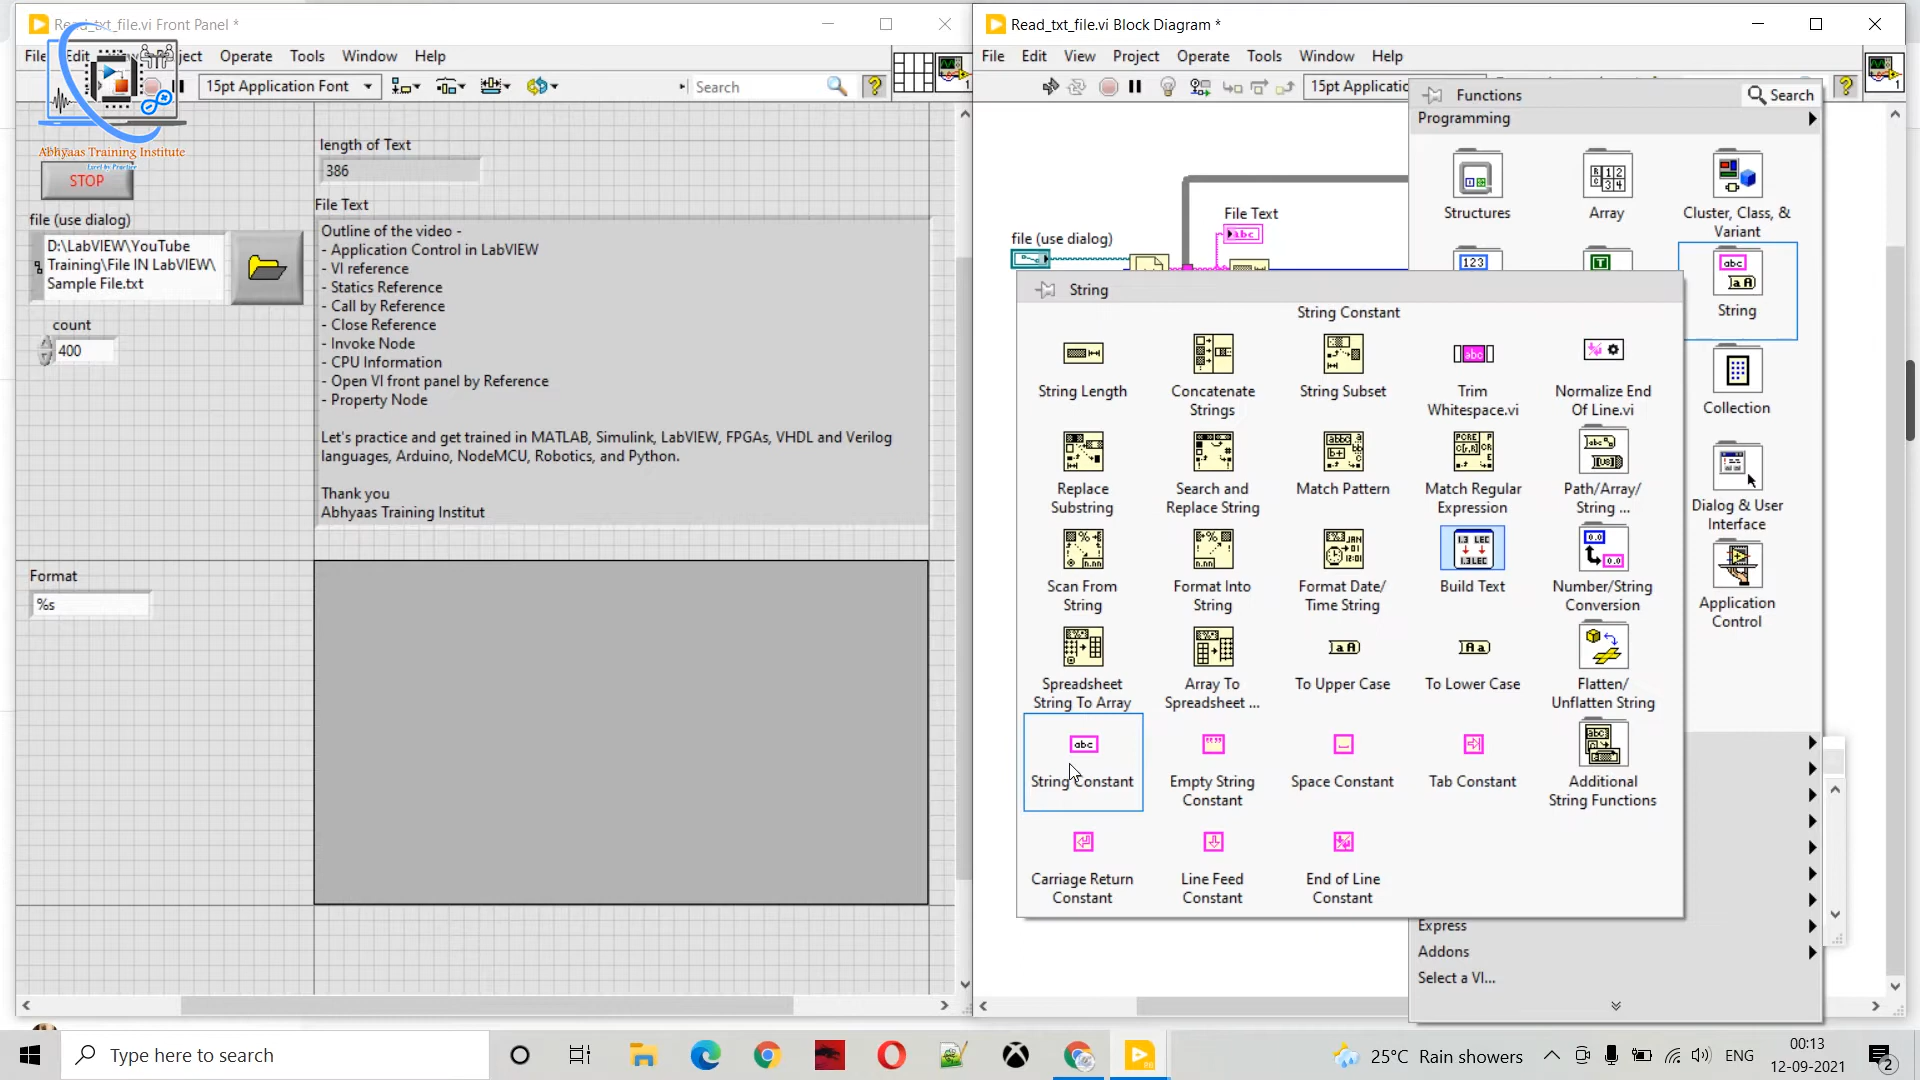 Read_txt_file.vi Front Panel *
File Edit View Project Operate Tools Window Help
15pt Application Font
Search
Abhyaas Training Institute
Excel by Practice
STOP
file (use dialog)
D:\LabVIEW\YouTube
Training\File IN LabVIEW\
Sample File.txt
count
400
length of Text
386
File Text
Outline of the video -
- Application Control in LabVIEW
- VI reference
- Statics Reference
- Call by Reference
- Close Reference
- Invoke Node
- CPU Information
- Open VI front panel by Reference
- Property Node
Let's practice and get trained in MATLAB, Simulink, LabVIEW, FPGAs, VHDL and Verilog
languages, Arduino, NodeMCU, Robotics, and Python.
Thank you
Abhyaas Training Institut
Format
%s
Read_txt_file.vi Block Diagram *
File Edit View Project Operate Tools Window Help
15pt Applicatic
file (use dialog)
File Text
abc
Functions
Search
Programming
Structures
Array
Cluster, Class, &
Variant
String
Collection
Dialog & User
Interface
Application
Control
Express
Addons
Select a VI...
String
String Constant
String Length
Concatenate
Strings
String Subset
Trim
Whitespace.vi
Normalize End
Of Line.vi
Replace
Substring
Search and
Replace String
Match Pattern
Match Regular
Expression
Path/Array/
String ...
Scan From
String
Format Into
String
Format Date/
Time String
Build Text
Number/String
Conversion
Spreadsheet
String To Array
Array To
Spreadsheet ...
To Upper Case
To Lower Case
Flatten/
Unflatten String
String Constant
Empty String
Constant
Space Constant
Tab Constant
Additional
String Functions
Carriage Return
Constant
Line Feed
Constant
End of Line
Constant
Type here to search
25°C Rain showers
ENG
00:13
12-09-2021
2